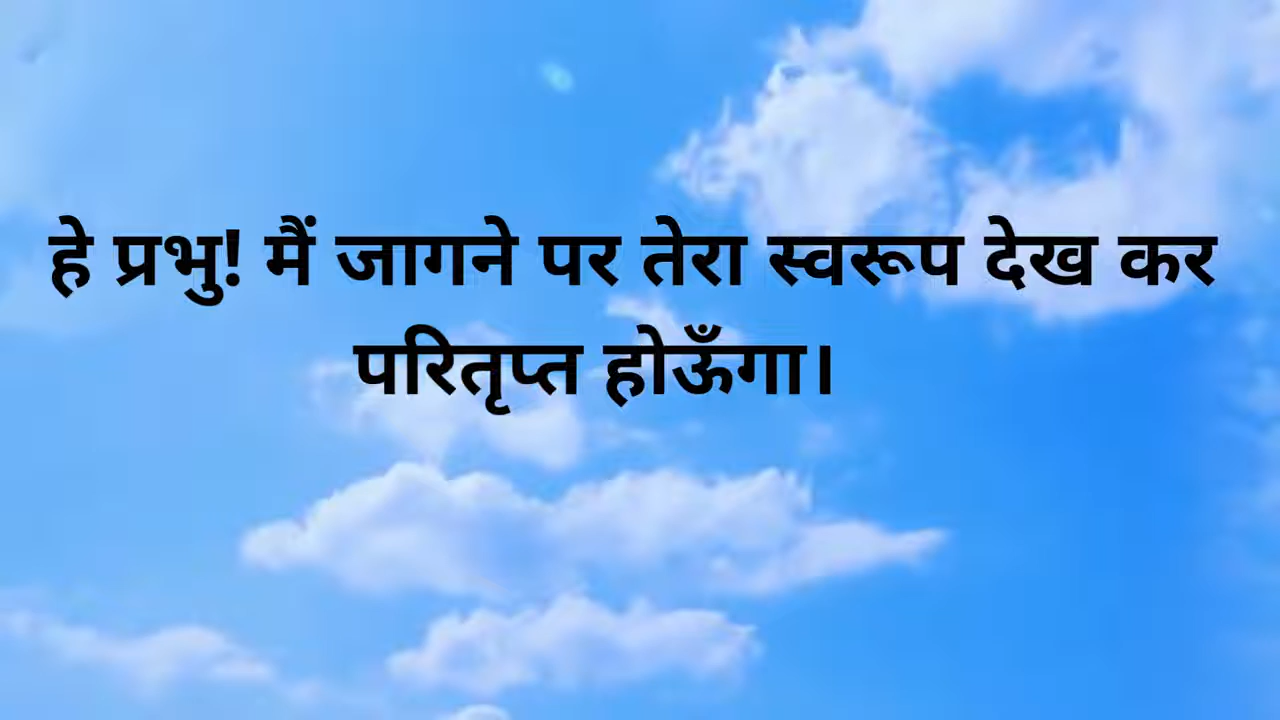 हे प्रभु! मैं जागने पर तेरा स्वरूप देख कर
परितृप्त होऊँगा।